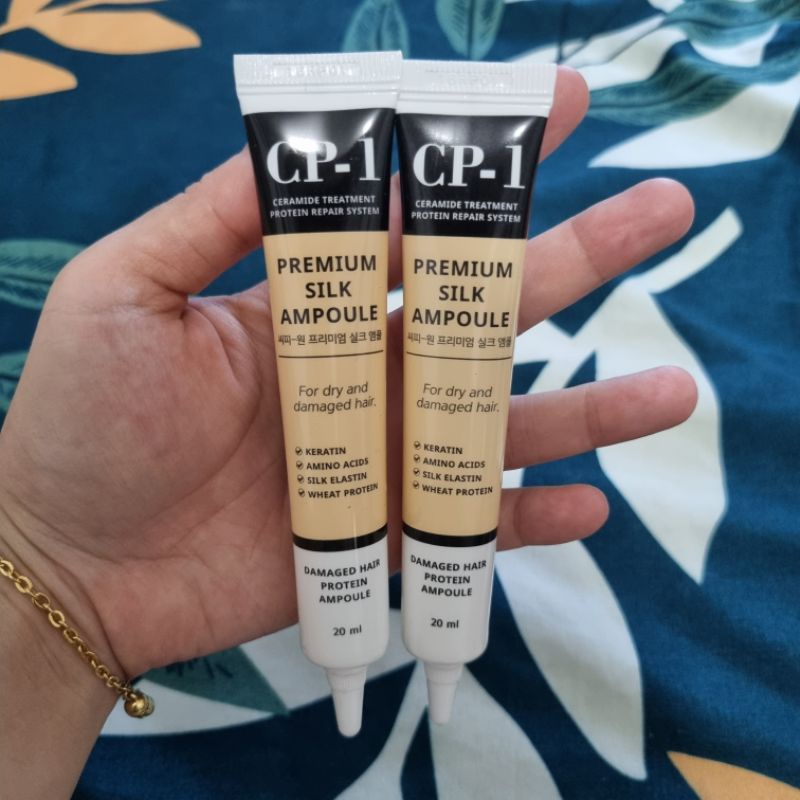 CP-1
CERAMIDE TREATMENT
PROTEIN REPAIR SYSTEM
PREMIUM
SILK
AMPOULE
씨피-원 프리미엄 실크 앰플
For dry and
damaged hair.
KERATIN
AMINO ACIDS
SILK ELASTIN
WHEAT PROTEIN
DAMAGED HAIR
PROTEIN
AMPOULE
20 ml
CP-1
CERAMIDE TREATMENT
PROTEIN REPAIR SYSTEM
PREMIUM
SILK
AMPOULE
씨피-원 프리미엄 실크 앰플
For dry and
damaged hair.
KERATIN
AMINO ACIDS
SILK ELASTIN
WHEAT PROTEIN
DAMAGED HAIR
PROTEIN
AMPOULE
20 ml